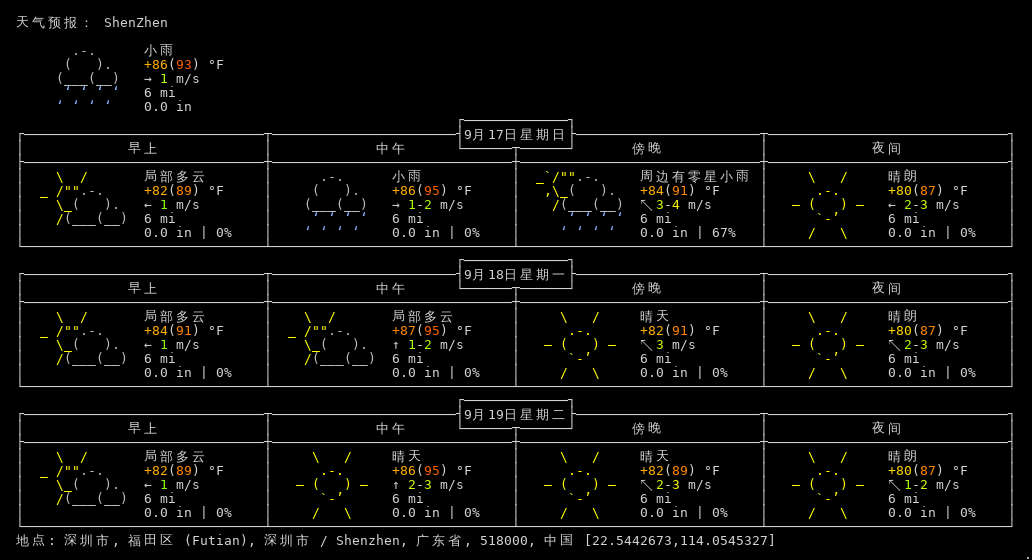 天气预报： ShenZhen
小雨
+86(93) °F
→ 1 m/s
6 mi
0.0 in
9月17日星期日
早上 中午 傍晚 夜间
局部多云 小雨 周边有零星小雨 晴朗
+82(89) °F +86(95) °F +84(91) °F +80(87) °F
← 1 m/s → 1-2 m/s ↖ 3-4 m/s ← 2-3 m/s
6 mi 6 mi 6 mi 6 mi
0.0 in | 0% 0.0 in | 0% 0.0 in | 67% 0.0 in | 0%
9月18日星期一
早上 中午 傍晚 夜间
局部多云 局部多云 晴天 晴朗
+84(91) °F +87(95) °F +82(91) °F +80(87) °F
← 1 m/s ↑ 1-2 m/s ↖ 3 m/s ↖ 2-3 m/s
6 mi 6 mi 6 mi 6 mi
0.0 in | 0% 0.0 in | 0% 0.0 in | 0% 0.0 in | 0%
9月19日星期二
早上 中午 傍晚 夜间
局部多云 晴天 晴天 晴朗
+82(89) °F +86(95) °F +82(89) °F +80(87) °F
← 1 m/s ↑ 2-3 m/s ↖ 2-3 m/s ↖ 1-2 m/s
6 mi 6 mi 6 mi 6 mi
0.0 in | 0% 0.0 in | 0% 0.0 in | 0% 0.0 in | 0%
地点: 深圳市, 福田区 (Futian), 深圳市 / Shenzhen, 广东省, 518000, 中国 [22.5442673,114.0545327]